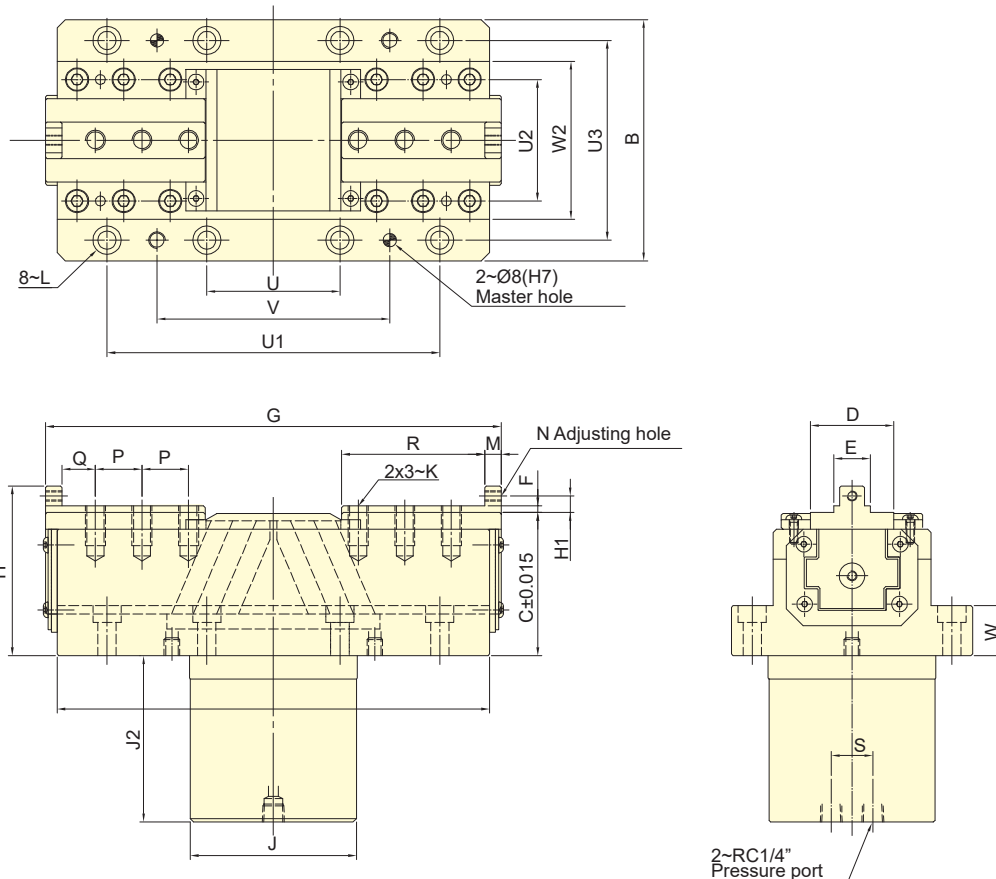 U2
W2
U3
B
8~L
U
V
U1
2~Ø8(H7)
Master hole
G
Q
P
P
R
M
N Adjusting hole
2x3~K
F
H1
C±0.015
J2
J
D
E
W
S
2~RC1/4”
Pressure port